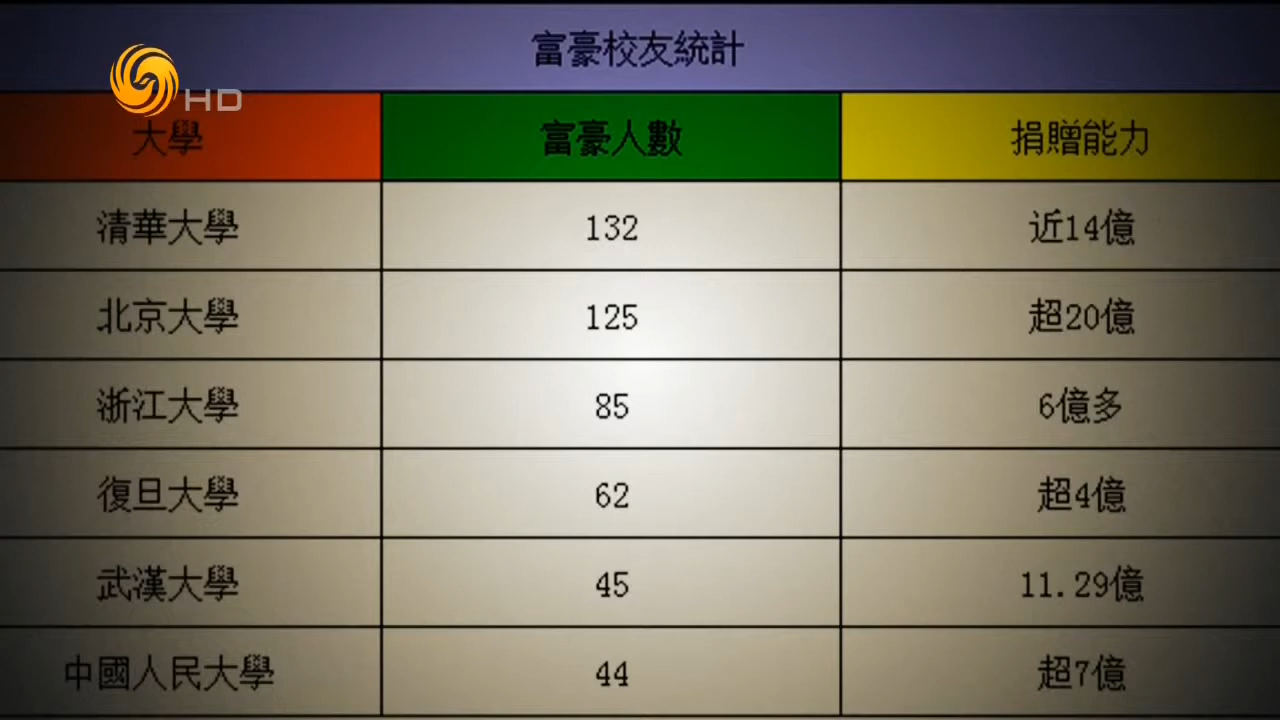 富豪校友統計
HD
大學 富豪人數 捐贈能力
清華大學 132 近14億
北京大學 125 超20億
浙江大學 85 6億多
復旦大學 62 超4億
武漢大學 45 11.29億
中國人民大學 44 超7億